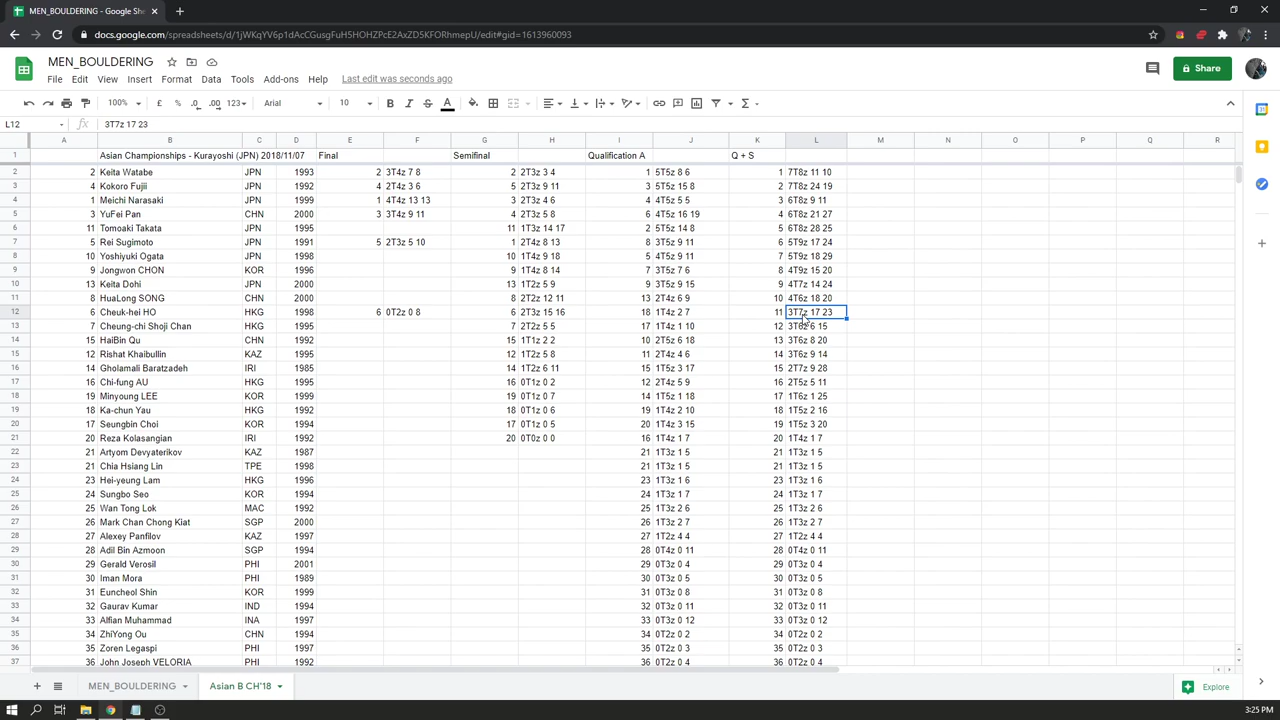 MEN_BOULDERING - Google She
docs.google.com/spreadsheets/d/1jWKqYV6p1dAcCGusgFuH5HOHZPcE2AxZD5KFORhmepU/edit#gid=1613960093
MEN_BOULDERING
File Edit View Insert Format Data Tools Add-ons Help Last edit was seconds ago
Share
100% £ % .0 .00 123 Arial 10 B I S A
L12 fx 3T7z 17 23
A B C D E F G H I J K L M N O P Q R
1 Asian Championships - Kurayoshi (JPN) 2018/11/07 Final Semifinal Qualification A Q + S
2 2 Keita Watabe JPN 1993 2 3T4z 7 8 2 2T3z 3 4 1 5T5z 8 6 1 7T8z 11 10
3 4 Kokoro Fujii JPN 1992 4 2T4z 3 6 5 2T3z 9 11 3 5T5z 15 8 2 7T8z 24 19
4 1 Meichi Narasaki JPN 1999 1 4T4z 13 13 3 2T3z 4 6 4 4T5z 5 5 3 6T8z 9 11
5 3 YuFei Pan CHN 2000 3 3T4z 9 11 4 2T3z 5 8 6 4T5z 16 19 4 6T8z 21 27
6 11 Tomoaki Takata JPN 1995 11 1T3z 14 17 2 5T5z 14 8 5 6T8z 28 25
7 5 Rei Sugimoto JPN 1991 5 2T3z 5 10 1 2T4z 8 13 8 3T5z 9 11 6 5T9z 17 24
8 10 Yoshiyuki Ogata JPN 1998 10 1T4z 9 18 5 4T5z 9 11 7 5T9z 18 29
9 9 Jongwon CHON KOR 1996 9 1T4z 8 14 7 3T5z 7 6 8 4T9z 15 20
10 13 Keita Dohi JPN 2000 13 1T2z 5 9 9 3T5z 9 15 9 4T7z 14 24
11 8 HuaLong SONG CHN 2000 8 2T2z 12 11 13 2T4z 6 9 10 4T6z 18 20
12 6 Cheuk-hei HO HKG 1998 6 0T2z 0 8 6 2T3z 15 16 18 1T4z 2 7 11 3T7z 17 23
13 7 Cheung-chi Shoji Chan HKG 1995 7 2T2z 5 5 17 1T4z 1 10 12 3T6z 6 15
14 15 HaiBin Qu CHN 1992 15 1T1z 2 2 10 2T5z 6 18 13 3T6z 8 20
15 12 Rishat Khaibullin KAZ 1995 12 1T2z 5 8 11 2T4z 4 6 14 3T6z 9 14
16 14 Gholamali Baratzadeh IRI 1985 14 1T2z 6 11 15 1T5z 3 17 15 2T7z 9 28
17 16 Chi-fung AU HKG 1995 16 0T1z 0 2 12 2T4z 5 9 16 2T5z 5 11
18 19 Minyoung LEE KOR 1999 19 0T1z 0 7 14 1T5z 1 18 17 1T6z 1 25
19 18 Ka-chun Yau HKG 1992 18 0T1z 0 6 19 1T4z 2 10 18 1T5z 2 16
20 17 Seungbin Choi KOR 1994 17 0T1z 0 5 20 1T4z 3 15 19 1T5z 3 20
21 20 Reza Kolasangian IRI 1992 20 0T0z 0 0 16 1T4z 1 7 20 1T4z 1 7
22 21 Artyom Devyaterikov KAZ 1987 21 1T3z 1 5 21 1T3z 1 5
23 21 Chia Hsiang Lin TPE 1998 21 1T3z 1 5 21 1T3z 1 5
24 23 Hei-yeung Lam HKG 1996 23 1T3z 1 6 23 1T3z 1 6
25 24 Sungbo Seo KOR 1994 24 1T3z 1 7 24 1T3z 1 7
26 25 Wan Tong Lok MAC 1992 25 1T3z 2 6 25 1T3z 2 6
27 26 Mark Chan Chong Kiat SGP 2000 26 1T3z 2 7 26 1T3z 2 7
28 27 Alexey Panfilov KAZ 1997 27 1T2z 4 4 27 1T2z 4 4
29 28 Adil Bin Azmoon SGP 1994 28 0T4z 0 11 28 0T4z 0 11
30 29 Gerald Verosil PHI 2001 29 0T3z 0 4 29 0T3z 0 4
31 30 Iman Mora PHI 1989 30 0T3z 0 5 30 0T3z 0 5
32 31 Euncheol Shin KOR 1999 31 0T3z 0 8 31 0T3z 0 8
33 32 Gaurav Kumar IND 1994 32 0T3z 0 11 32 0T3z 0 11
34 33 Alfian Muhammad INA 1997 33 0T3z 0 12 33 0T3z 0 12
35 34 ZhiYong Ou CHN 1994 34 0T2z 0 2 34 0T2z 0 2
36 35 Zoren Legaspi PHI 1997 35 0T2z 0 3 35 0T2z 0 3
37 36 John Joseph VELORIA PHI 1992 36 0T2z 0 4 36 0T2z 0 4
MEN_BOULDERING Asian B CH'18 Explore
3:25 PM